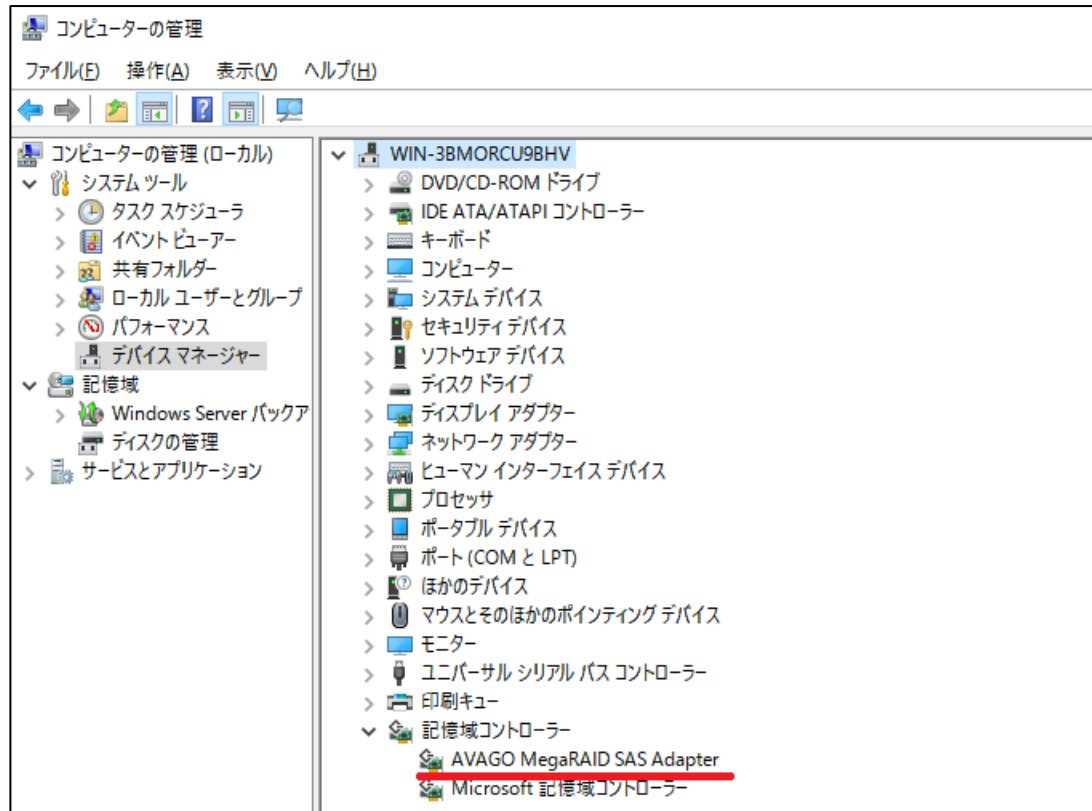 コンピューターの管理
ファイル(F) 操作(A) 表示(V) ヘルプ(H)
コンピューターの管理 (ローカル)
システム ツール
タスク スケジューラ
イベント ビューアー
共有フォルダー
ローカル ユーザーとグループ
パフォーマンス
デバイス マネージャー
記憶域
Windows Server バックア
ディスクの管理
サービスとアプリケーション
WIN-3BMORCU9BHV
DVD/CD-ROM ドライブ
IDE ATA/ATAPI コントローラー
キーボード
コンピューター
システム デバイス
セキュリティ デバイス
ソフトウェア デバイス
ディスク ドライブ
ディスプレイ アダプター
ネットワーク アダプター
ヒューマン インターフェイス デバイス
プロセッサ
ポータブル デバイス
ポート (COM と LPT)
ほかのデバイス
マウスとそのほかのポインティング デバイス
モニター
ユニバーサル シリアル バス コントローラー
印刷キュー
記憶域コントローラー
AVAGO MegaRAID SAS Adapter
Microsoft 記憶域コントローラー